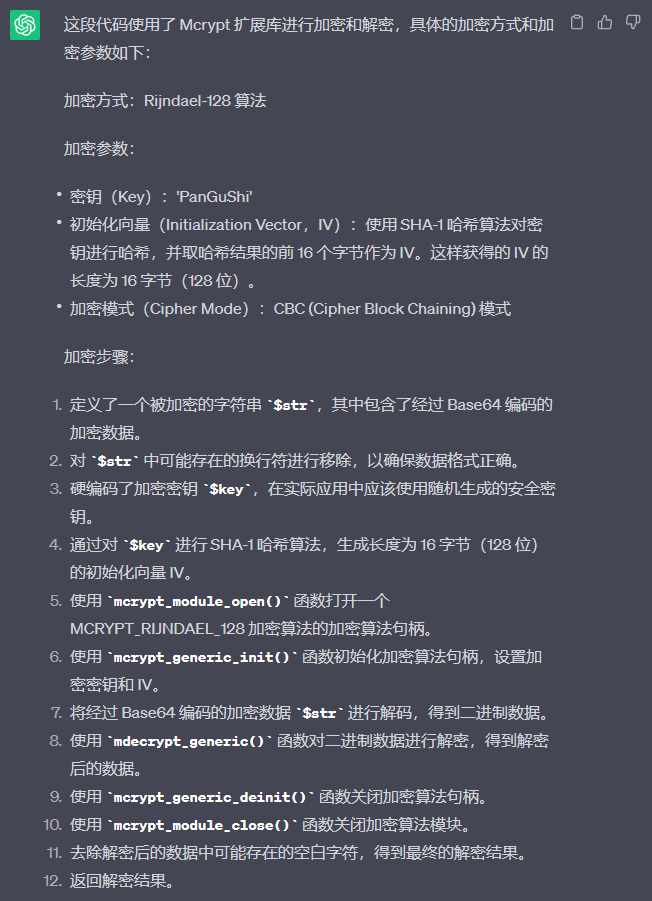 这段代码使用了 Mcrypt 扩展库进行加密和解密，具体的加密方式和加
密参数如下：
加密方式：Rijndael-128 算法
加密参数：
• 密钥（Key）：'PanGuShi'
• 初始化向量（Initialization Vector，IV）：使用 SHA-1 哈希算法对密
钥进行哈希，并取哈希结果的前 16 个字节作为 IV。这样获得的 IV 的
长度为 16 字节（128 位）。
• 加密模式（Cipher Mode）：CBC (Cipher Block Chaining) 模式
加密步骤：
1. 定义了一个被加密的字符串 `$str`，其中包含了经过 Base64 编码的
加密数据。
2. 对 `$str` 中可能存在的换行符进行移除，以确保数据格式正确。
3. 硬编码了加密密钥 `$key`，在实际应用中应该使用随机生成的安全密
钥。
4. 通过对 `$key` 进行 SHA-1 哈希算法，生成长度为 16 字节（128 位）
的初始化向量 IV。
5. 使用 `mcrypt_module_open()` 函数打开一个
MCRYPT_RIJNDAEL_128 加密算法的加密算法句柄。
6. 使用 `mcrypt_generic_init()` 函数初始化加密算法句柄，设置加
密密钥和 IV。
7. 将经过 Base64 编码的加密数据 `$str` 进行解码，得到二进制数据。
8. 使用 `mdecrypt_generic()` 函数对二进制数据进行解密，得到解密
后的数据。
9. 使用 `mcrypt_generic_deinit()` 函数关闭加密算法句柄。
10. 使用 `mcrypt_module_close()` 函数关闭加密算法模块。
11. 去除解密后的数据中可能存在的空白字符，得到最终的解密结果。
12. 返回解密结果。